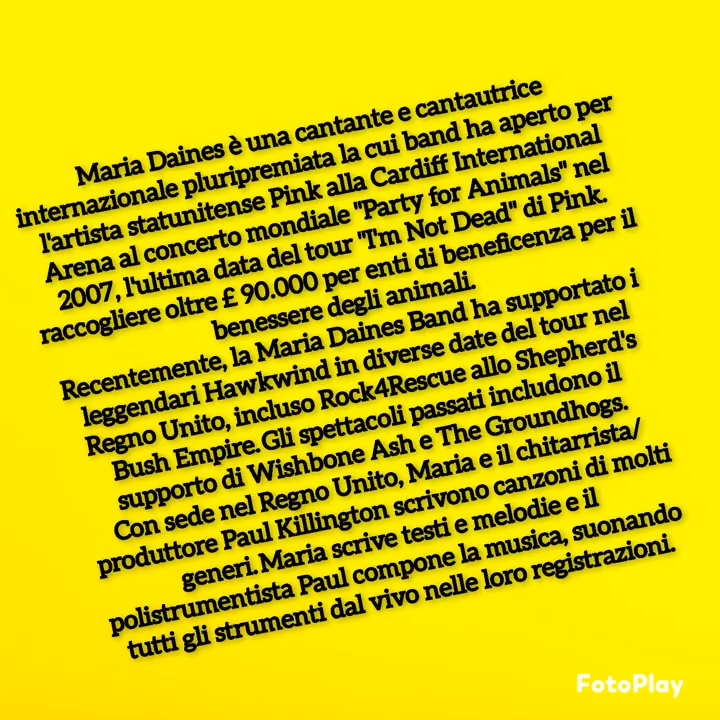 Maria Daines è una cantante e cantautrice
internazionale pluripremiata la cui band ha aperto per
l'artista statunitense Pink alla Cardiff International
Arena al concerto mondiale "Party for Animals" nel
2007, l'ultima data del tour "I'm Not Dead" di Pink.
raccogliere oltre £ 90.000 per enti di beneficenza per il
benessere degli animali.
Recentemente, la Maria Daines Band ha supportato i
leggendari Hawkwind in diverse date del tour nel
Regno Unito, incluso Rock4Rescue allo Shepherd's
Bush Empire. Gli spettacoli passati includono il
supporto di Wishbone Ash e The Groundhogs.
Con sede nel Regno Unito, Maria e il chitarrista/
produttore Paul Killington scrivono canzoni di molti
generi. Maria scrive testi e melodie e il
polistrumentista Paul compone la musica, suonando
tutti gli strumenti dal vivo nelle loro registrazioni.
FotoPlay